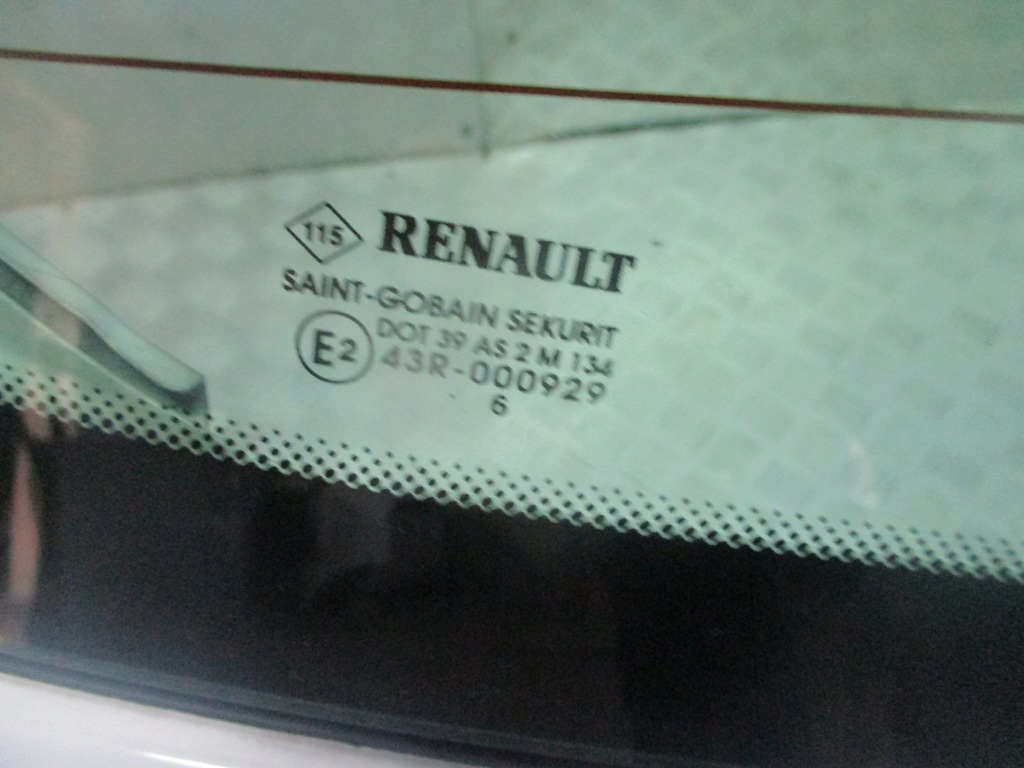 115 RENAULT
SAINT-GOBAIN SEKURIT
E2 DOT 39 AS 2 M 134
43R-000929
6